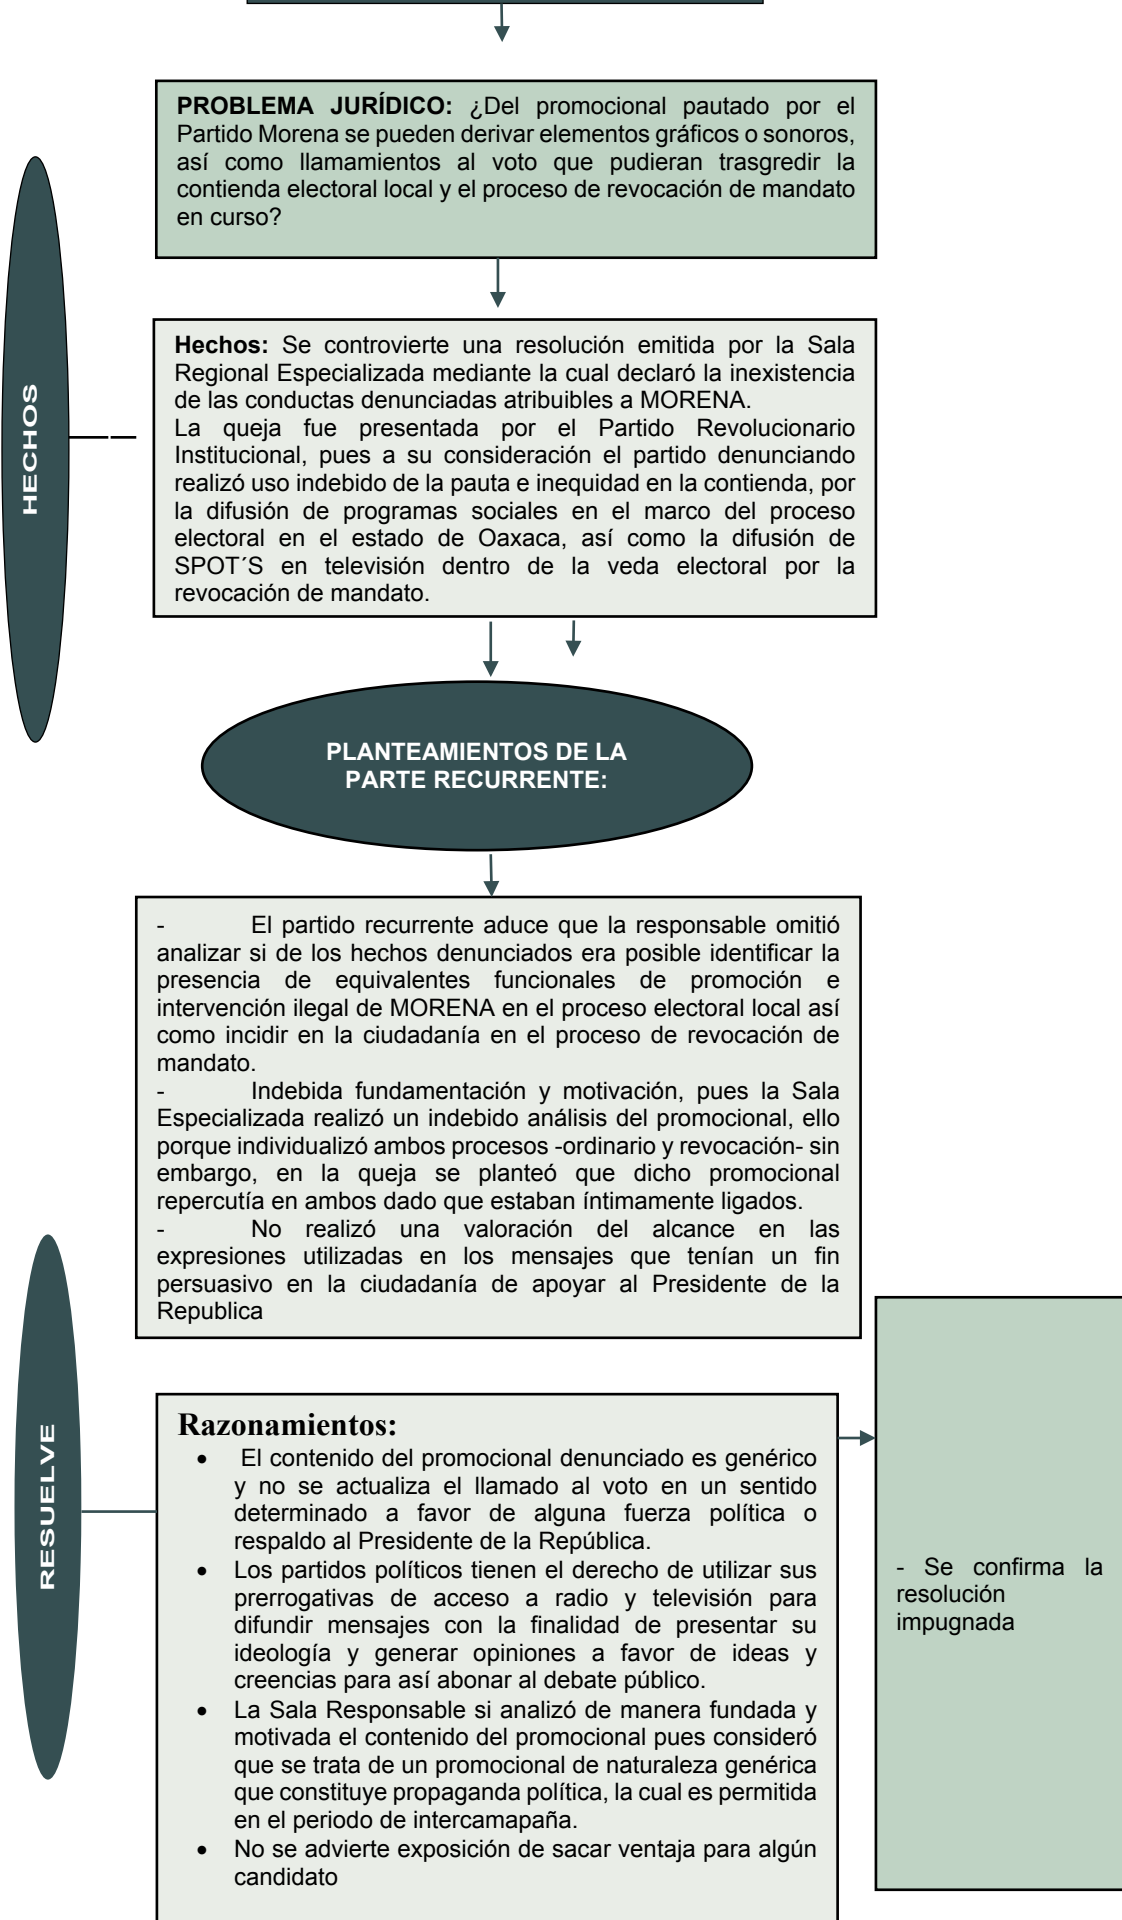 PROBLEMA JURÍDICO: ¿Del promocional pautado por el
Partido Morena se pueden derivar elementos gráficos o sonoros,
así como llamamientos al voto que pudieran trasgredir la
contienda electoral local y el proceso de revocación de mandato
en curso?
HECHOS
Hechos: Se controvierte una resolución emitida por la Sala
Regional Especializada mediante la cual declaró la inexistencia
de las conductas denunciadas atribuibles a MORENA.
La queja fue presentada por el Partido Revolucionario
Institucional, pues a su consideración el partido denunciando
realizó uso indebido de la pauta e inequidad en la contienda, por
la difusión de programas sociales en el marco del proceso
electoral en el estado de Oaxaca, así como la difusión de
SPOT´S en televisión dentro de la veda electoral por la
revocación de mandato.
PLANTEAMIENTOS DE LA
PARTE RECURRENTE:
- El partido recurrente aduce que la responsable omitió
analizar si de los hechos denunciados era posible identificar la
presencia de equivalentes funcionales de promoción e
intervención ilegal de MORENA en el proceso electoral local así
como incidir en la ciudadanía en el proceso de revocación de
mandato.
- Indebida fundamentación y motivación, pues la Sala
Especializada realizó un indebido análisis del promocional, ello
porque individualizó ambos procesos -ordinario y revocación- sin
embargo, en la queja se planteó que dicho promocional
repercutía en ambos dado que estaban íntimamente ligados.
- No realizó una valoración del alcance en las
expresiones utilizadas en los mensajes que tenían un fin
persuasivo en la ciudadanía de apoyar al Presidente de la
Republica
RESUELVE
Razonamientos:
• El contenido del promocional denunciado es genérico
y no se actualiza el llamado al voto en un sentido
determinado a favor de alguna fuerza política o
respaldo al Presidente de la República.
• Los partidos políticos tienen el derecho de utilizar sus
prerrogativas de acceso a radio y televisión para
difundir mensajes con la finalidad de presentar su
ideología y generar opiniones a favor de ideas y
creencias para así abonar al debate público.
• La Sala Responsable si analizó de manera fundada y
motivada el contenido del promocional pues consideró
que se trata de un promocional de naturaleza genérica
que constituye propaganda política, la cual es permitida
en el periodo de intercamapaña.
• No se advierte exposición de sacar ventaja para algún
candidato
- Se confirma la
resolución
impugnada